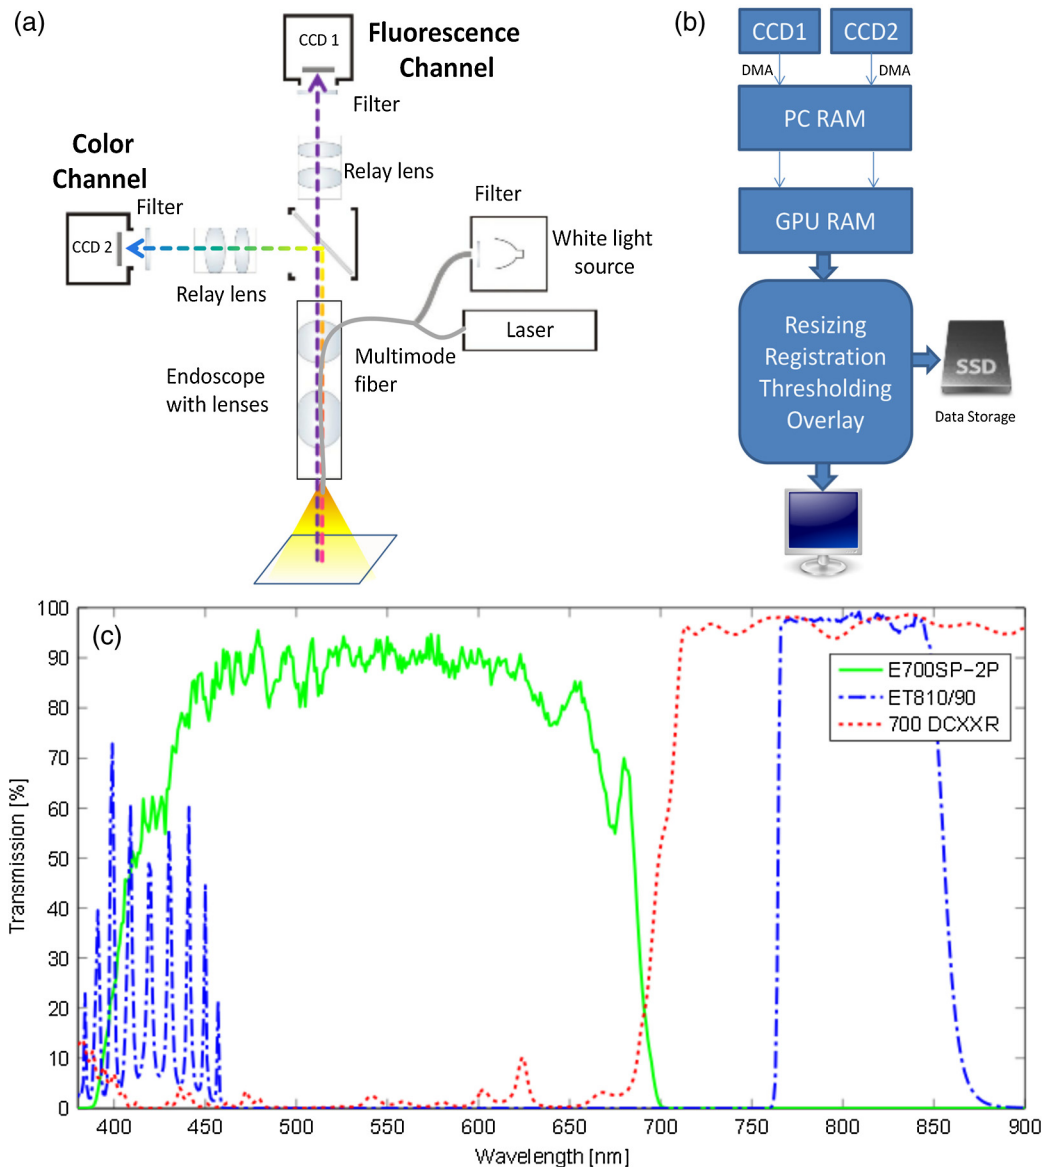 (a)
CCD 1
Fluorescence
Channel
Filter
Color
Channel
Relay lens
Filter
Filter
CCD 2
White light
source
Relay lens
Laser
Multimode
fiber
Endoscope
with lenses
(b)
CCD1
CCD2
DMA
DMA
PC RAM
GPU RAM
Resizing
Registration
Thresholding
Overlay
SSD
Data Storage
(c)
100
90
80
70
60
50
40
30
20
10
0
Transmission [%]
E700SP-2P
ET810/90
700 DCXXR
400
450
500
550
600
650
700
750
800
850
900
Wavelength [nm]